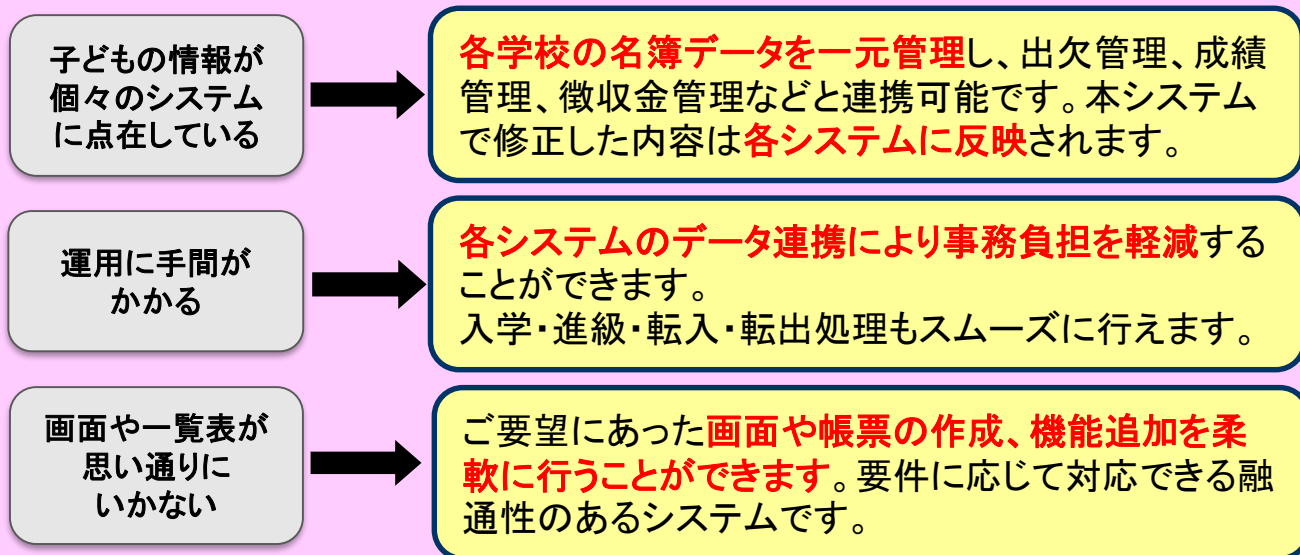 子どもの情報が
個々のシステム
に点在している
各学校の名簿データを一元管理し、出欠管理、成績
管理、徴収金管理などと連携可能です。本システム
で修正した内容は各システムに反映されます。
運用に手間が
かかる
各システムのデータ連携により事務負担を軽減する
ことができます。
入学・進級・転入・転出処理もスムーズに行えます。
画面や一覧表が
思い通りに
いかない
ご要望にあった画面や帳票の作成、機能追加を柔
軟に行うことができます。要件に応じて対応できる融
通性のあるシステムです。